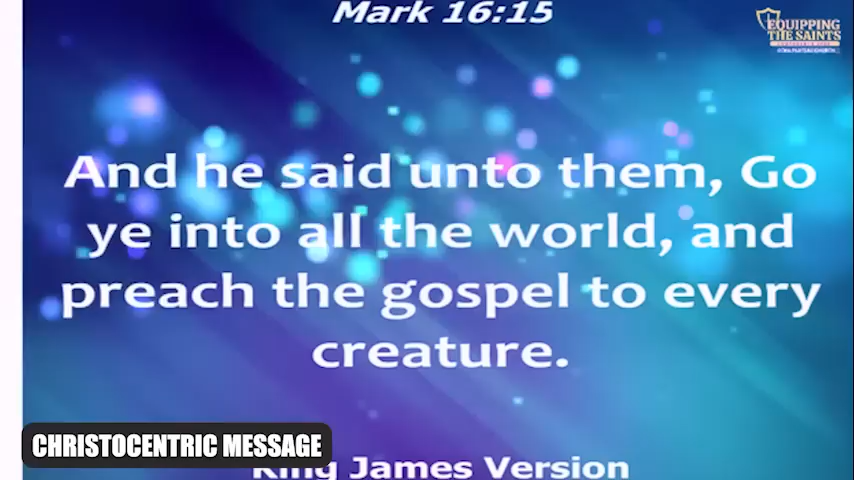 Mark 16:15
EQUIPPING
THE SAINTS
And he said unto them, Go
ye into all the world, and
preach the gospel to every
creature.
CHRISTOCENTRIC MESSAGE
King James Version